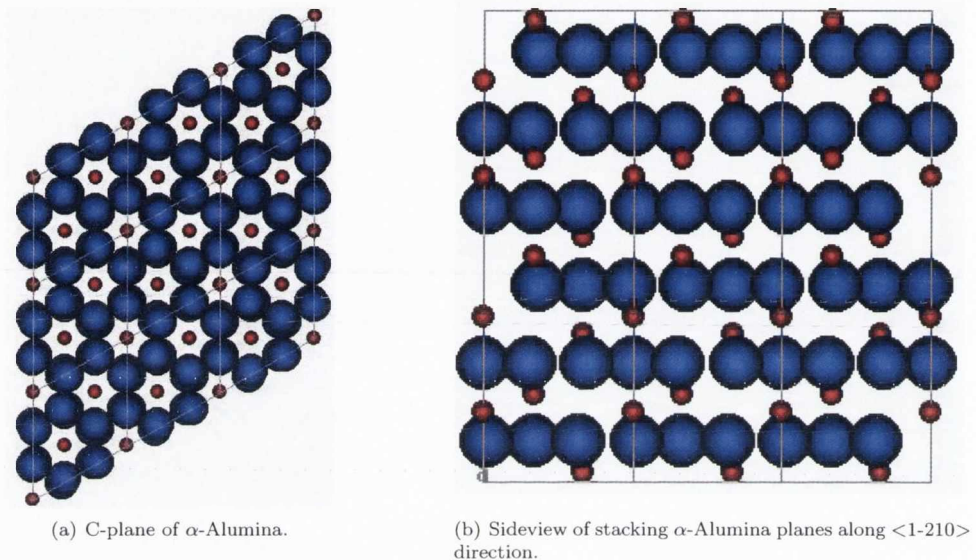 (a) C-plane of α-Alumina.
(b) Sideview of stacking α-Alumina planes along <1-210>
direction.